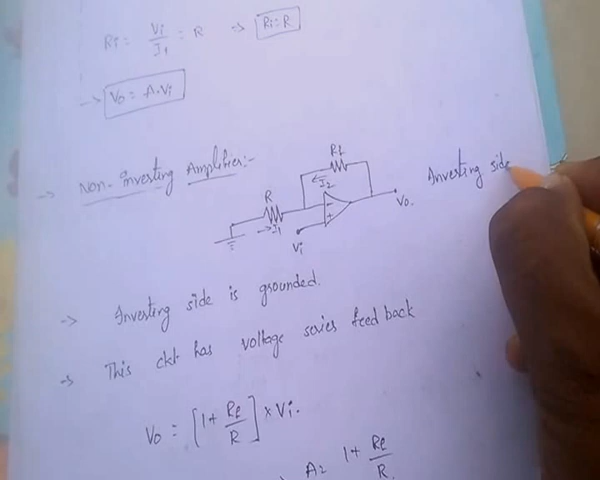 Ri = Vi/I1 = R → Ri = R
→ Vo = A.Vi
→ Non-inverting Amplifier:-
Rf
I2
R
→I1
-
+
Vi
Vo.
Inverting side
→ Inverting side is grounded.
→ This ckt has voltage series feed back
Vo = [1 + Rf/R] × Vi.
A = 1 + Rf/R.